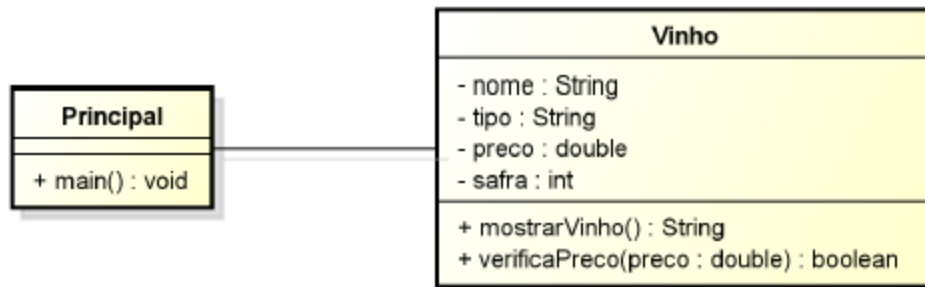 Principal
+ main() : void
Vinho
- nome : String
- tipo : String
- preco : double
- safra : int
+ mostrarVinho() : String
+ verificaPreco(preco : double) : boolean